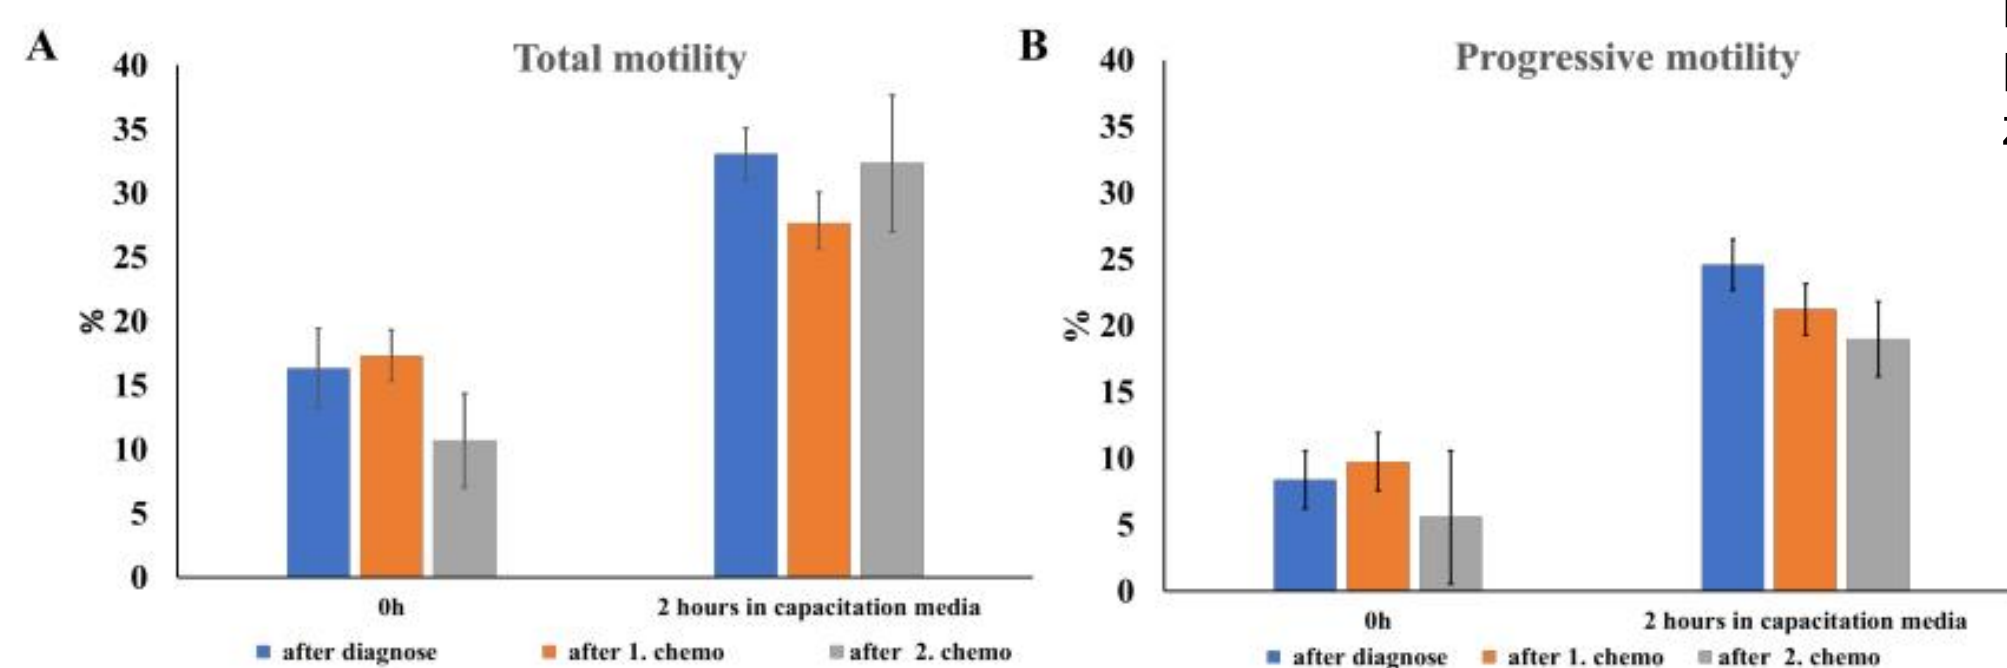 A
Total motility
40
35
30
25
20
15
10
5
0
%
0h
2 hours in capacitation media
after diagnose
after 1. chemo
after 2. chemo
B
Progressive motility
40
35
30
25
20
15
10
5
0
%
0h
2 hours in capacitation media
after diagnose
after 1. chemo
after 2. chemo